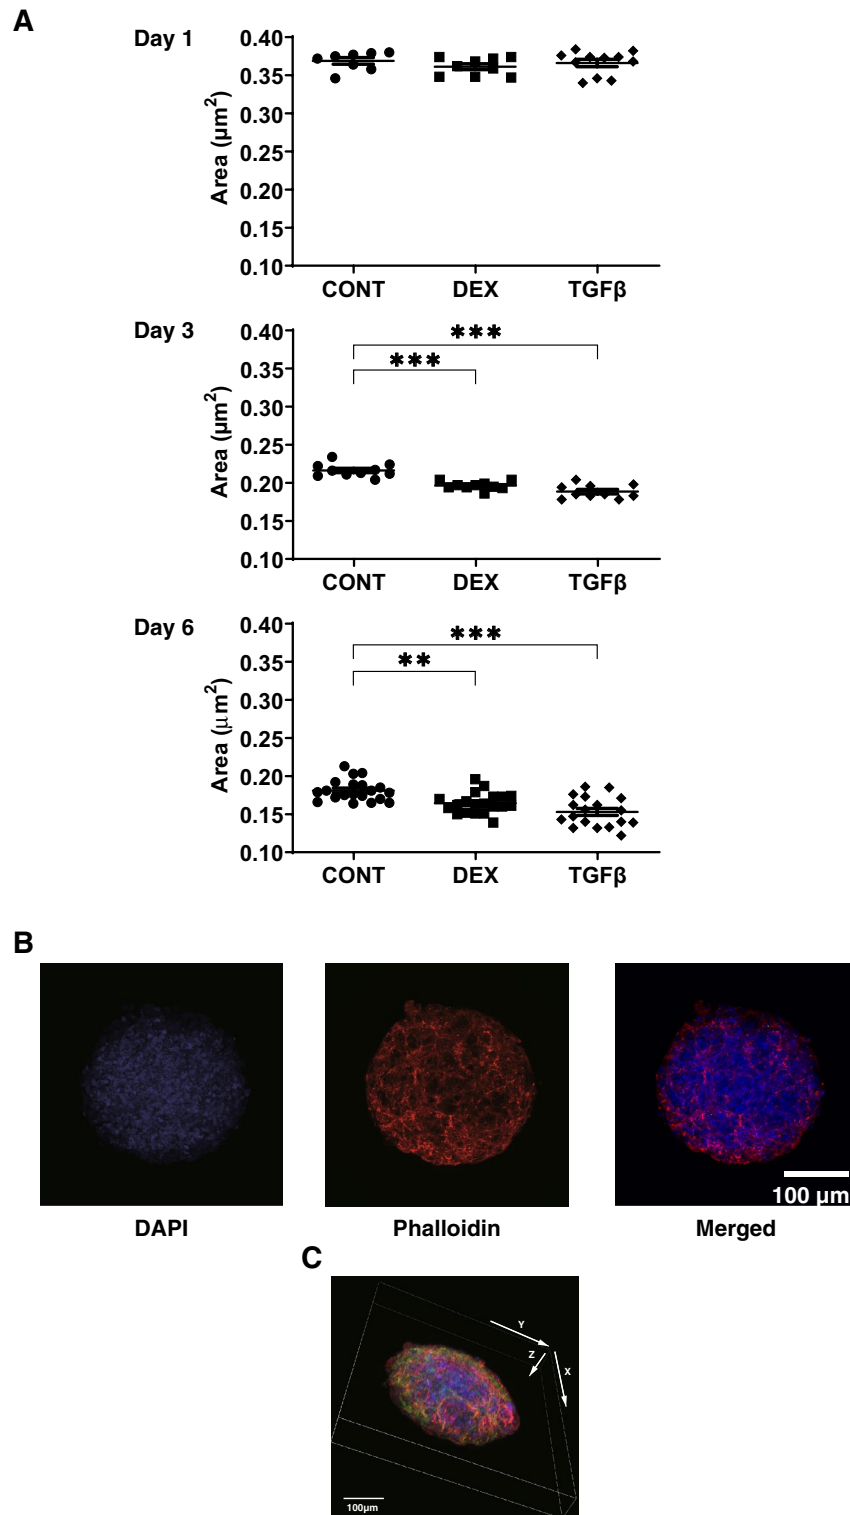 A
Day 1
Area (µm²)
0.40
0.35
0.30
0.25
0.20
0.15
0.10
CONT DEX TGFβ
Day 3
Area (µm²)
0.40
0.35
0.30
0.25
0.20
0.15
0.10
***
***
CONT DEX TGFβ
Day 6
Area (µm²)
0.40
0.35
0.30
0.25
0.20
0.15
0.10
***
**
CONT DEX TGFβ
B
100 µm
DAPI Phalloidin Merged
C
Y
Z
X
100µm